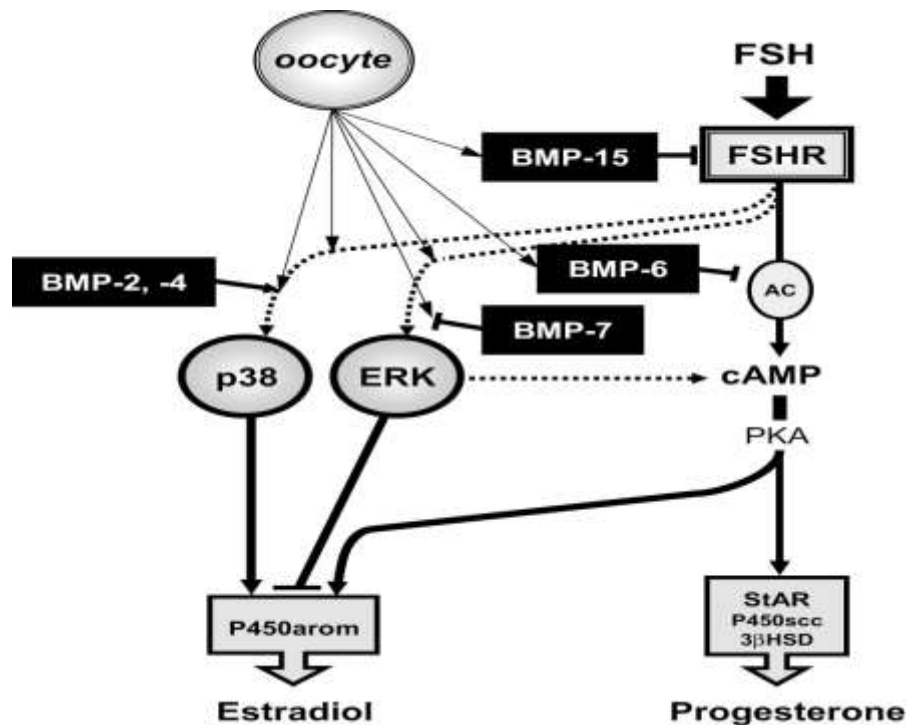 oocyte
FSH
BMP-15
FSHR
BMP-2, -4
BMP-6
AC
BMP-7
p38
ERK
cAMP
PKA
P450arom
StAR
P450scc
3βHSD
Estradiol
Progesterone